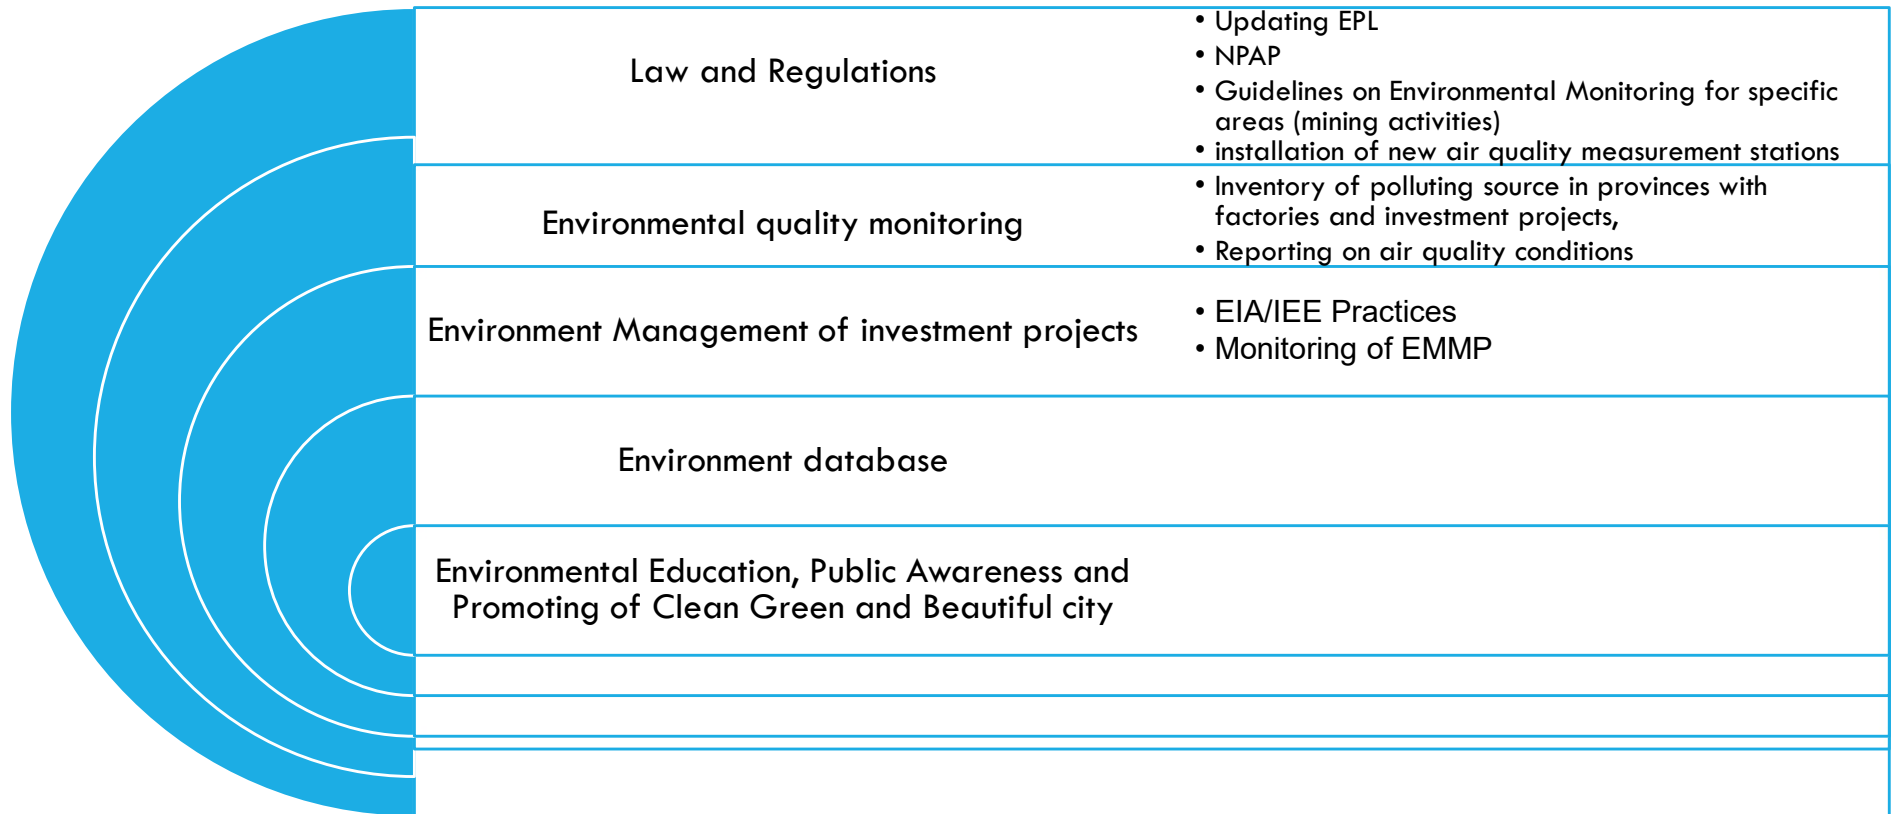 Law and Regulations
• Updating EPL
• NPAP
• Guidelines on Environmental Monitoring for specific
areas (mining activities)
• installation of new air quality measurement stations
Environmental quality monitoring
• Inventory of polluting source in provinces with
factories and investment projects,
• Reporting on air quality conditions
Environment Management of investment projects
• EIA/IEE Practices
• Monitoring of EMMP
Environment database
Environmental Education, Public Awareness and
Promoting of Clean Green and Beautiful city